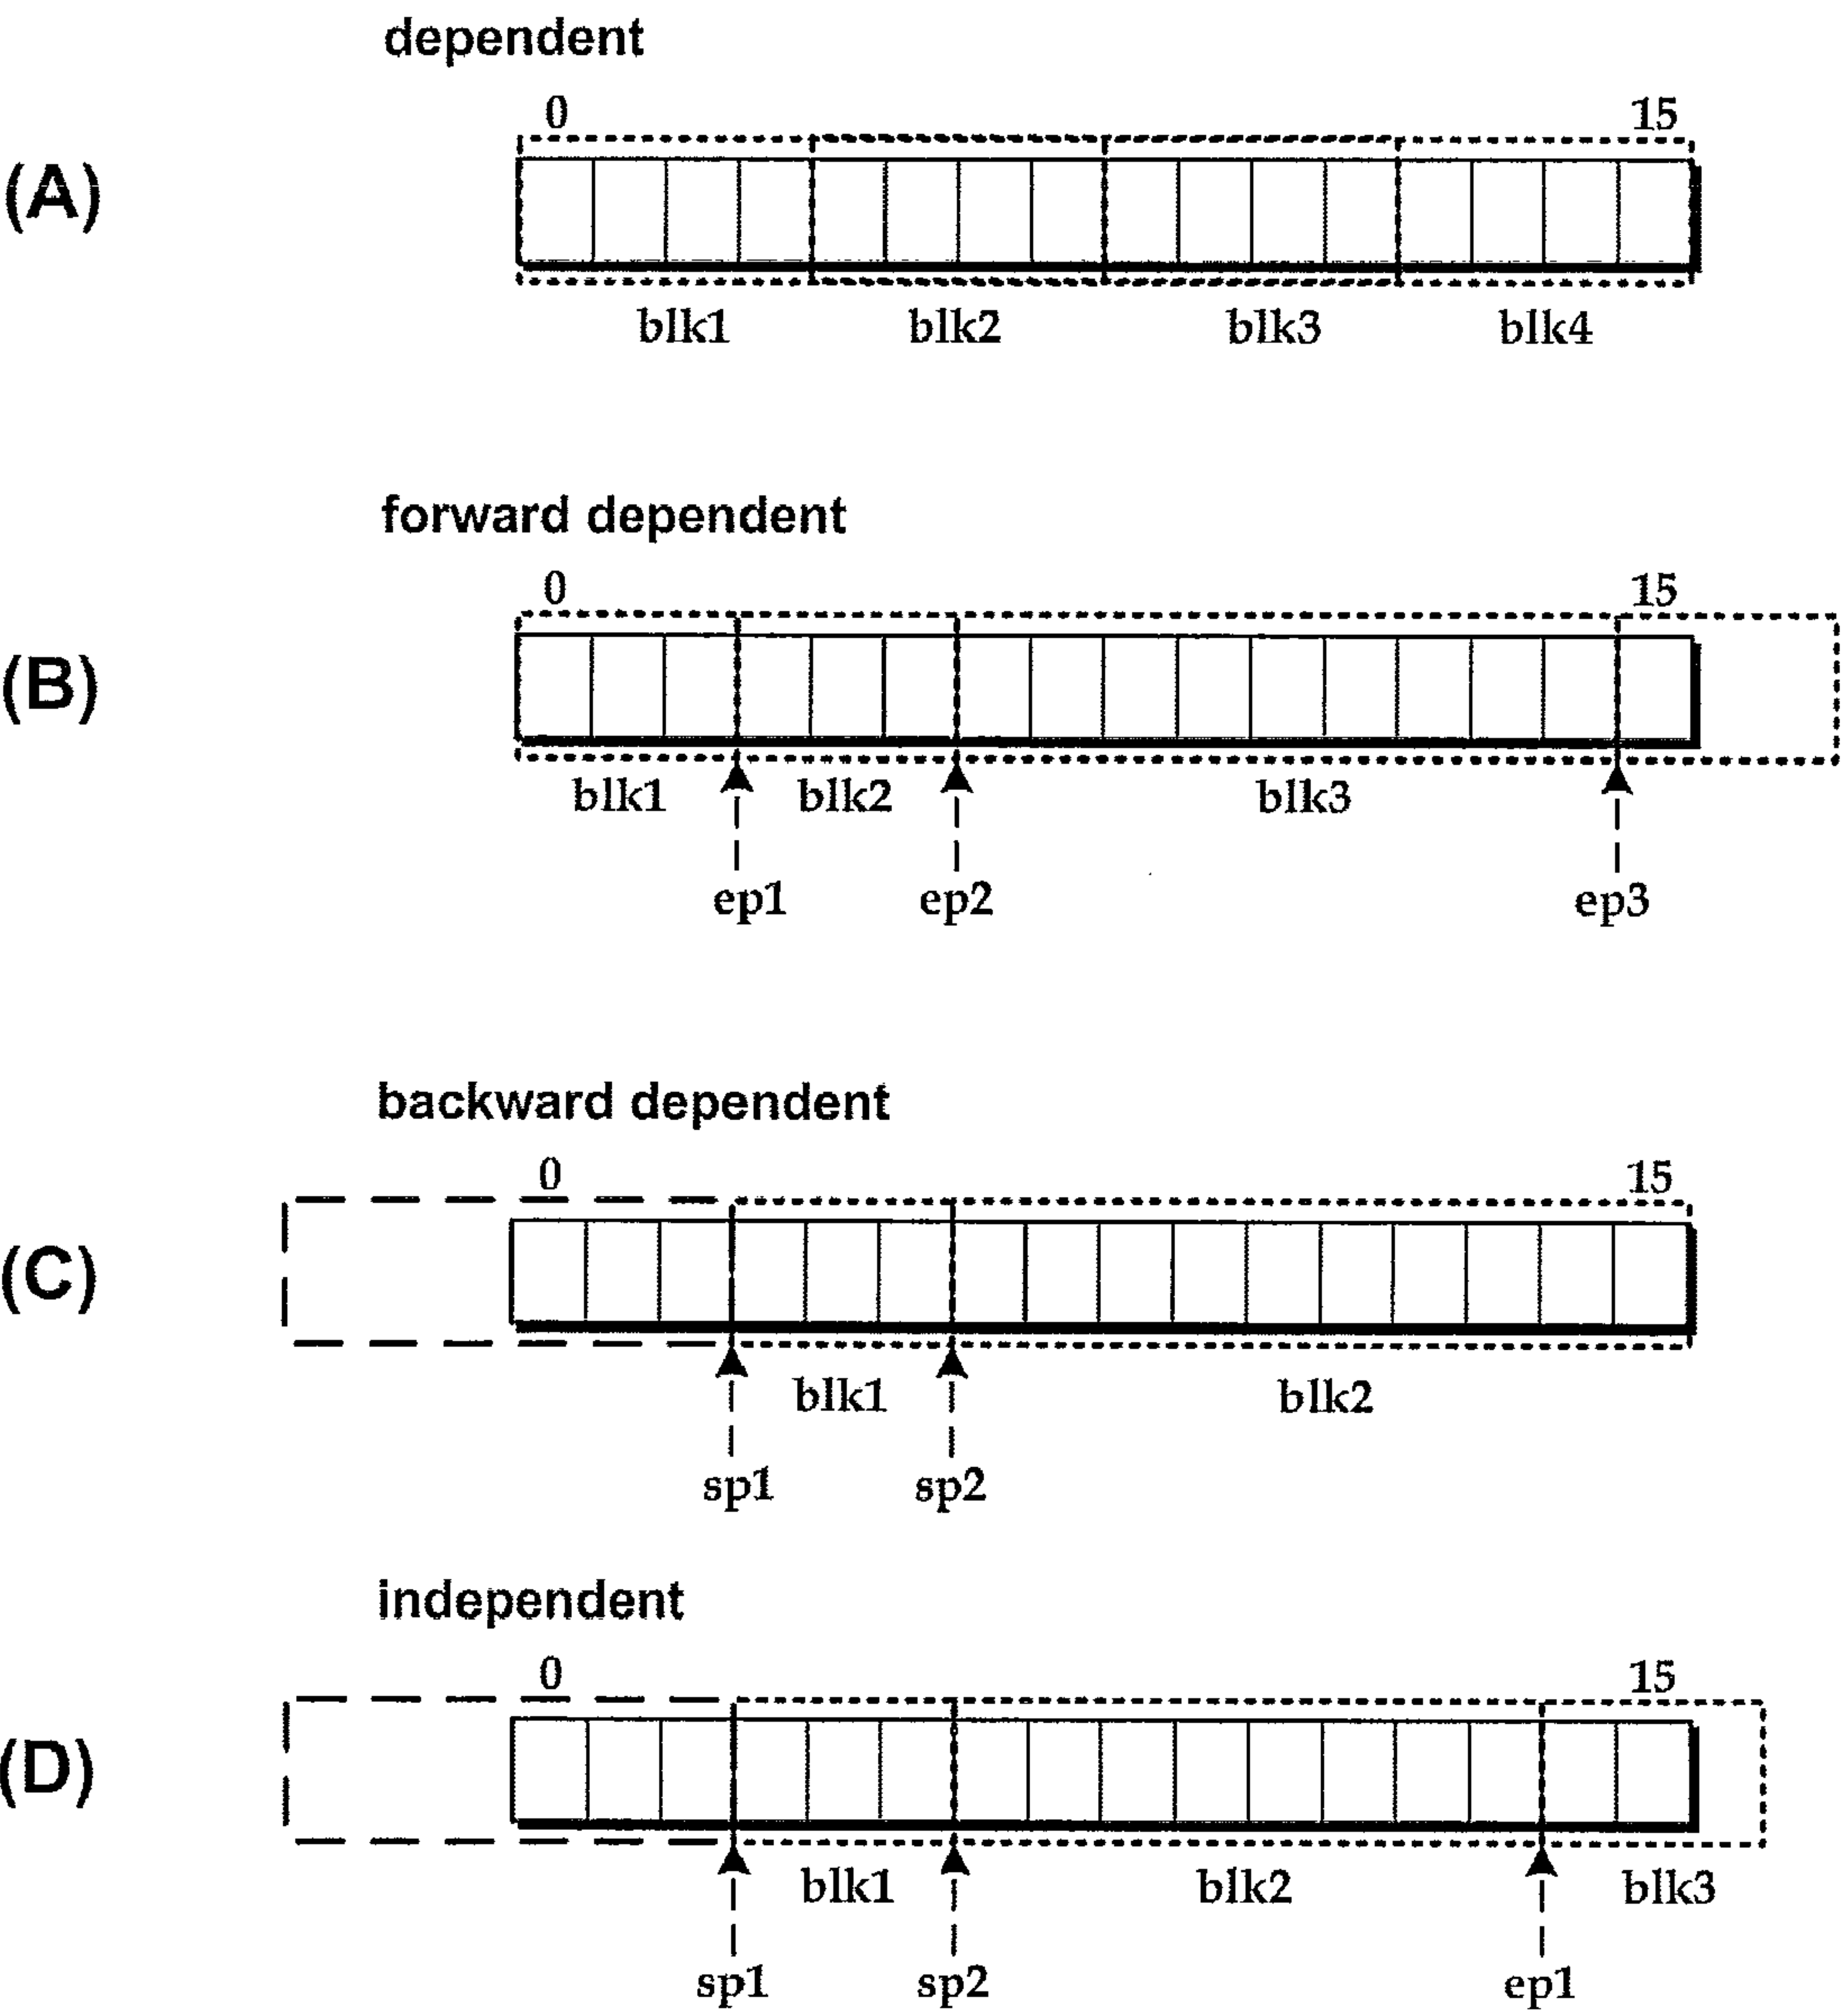 dependent
0 15
(A)
blk1 blk2 blk3 blk4
forward dependent
0 15
(B)
blk1 blk2 blk3
ep1 ep2 ep3
backward dependent
0 15
(C)
blk1 blk2
sp1 sp2
independent
0 15
(D)
blk1 blk2 blk3
sp1 sp2 ep1